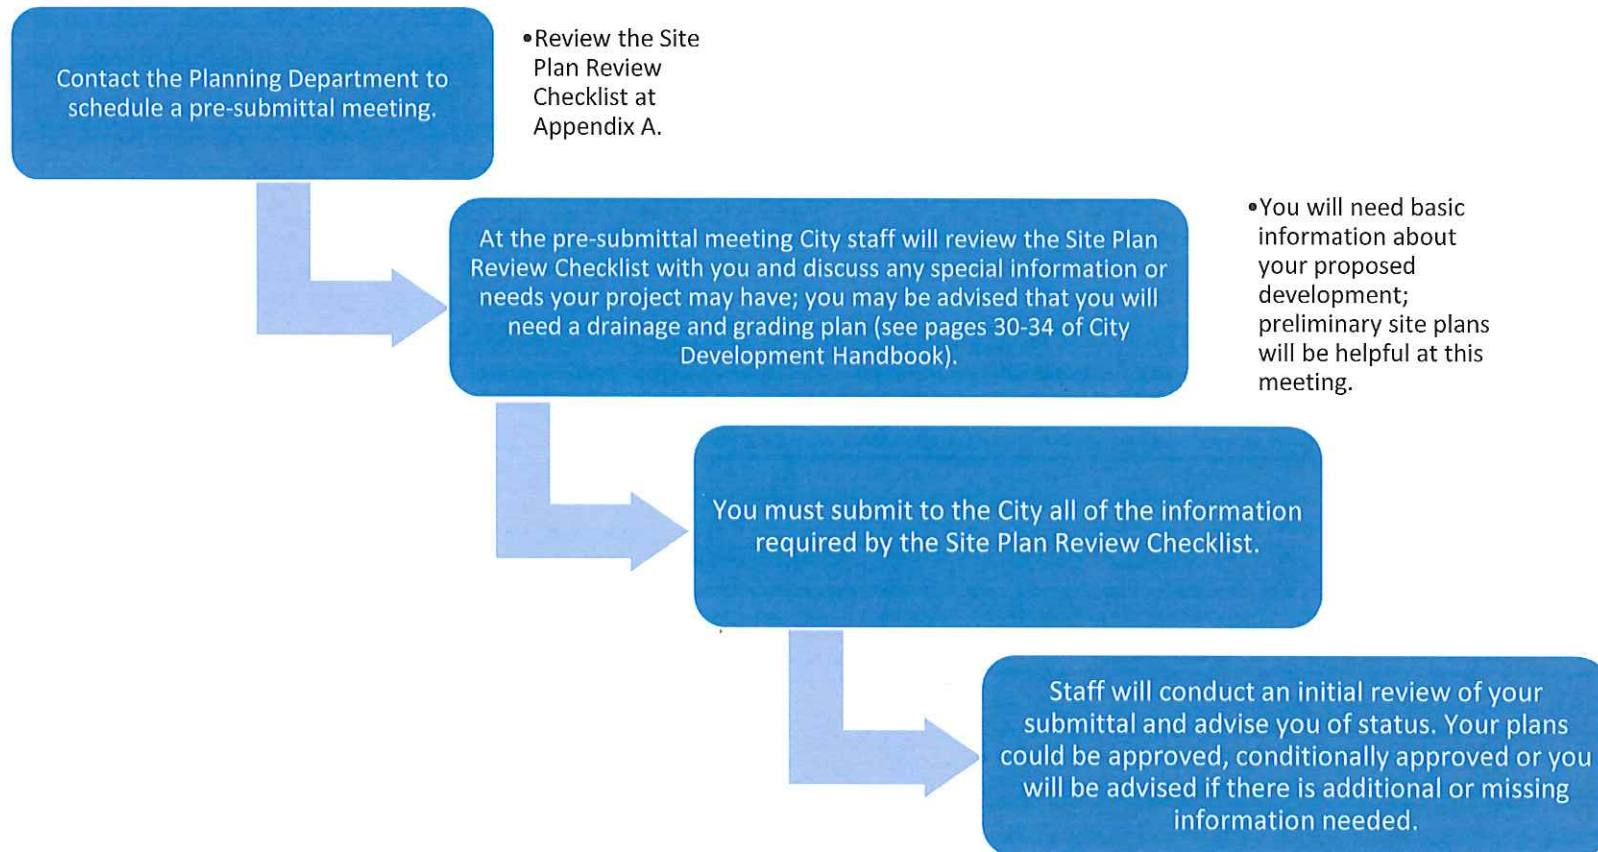 Contact the Planning Department to
schedule a pre-submittal meeting.
•Review the Site
Plan Review
Checklist at
Appendix A.
At the pre-submittal meeting City staff will review the Site Plan
Review Checklist with you and discuss any special information or
needs your project may have; you may be advised that you will
need a drainage and grading plan (see pages 30-34 of City
Development Handbook).
•You will need basic
information about
your proposed
development;
preliminary site plans
will be helpful at this
meeting.
You must submit to the City all of the information
required by the Site Plan Review Checklist.
Staff will conduct an initial review of your
submittal and advise you of status. Your plans
could be approved, conditionally approved or you
will be advised if there is additional or missing
information needed.